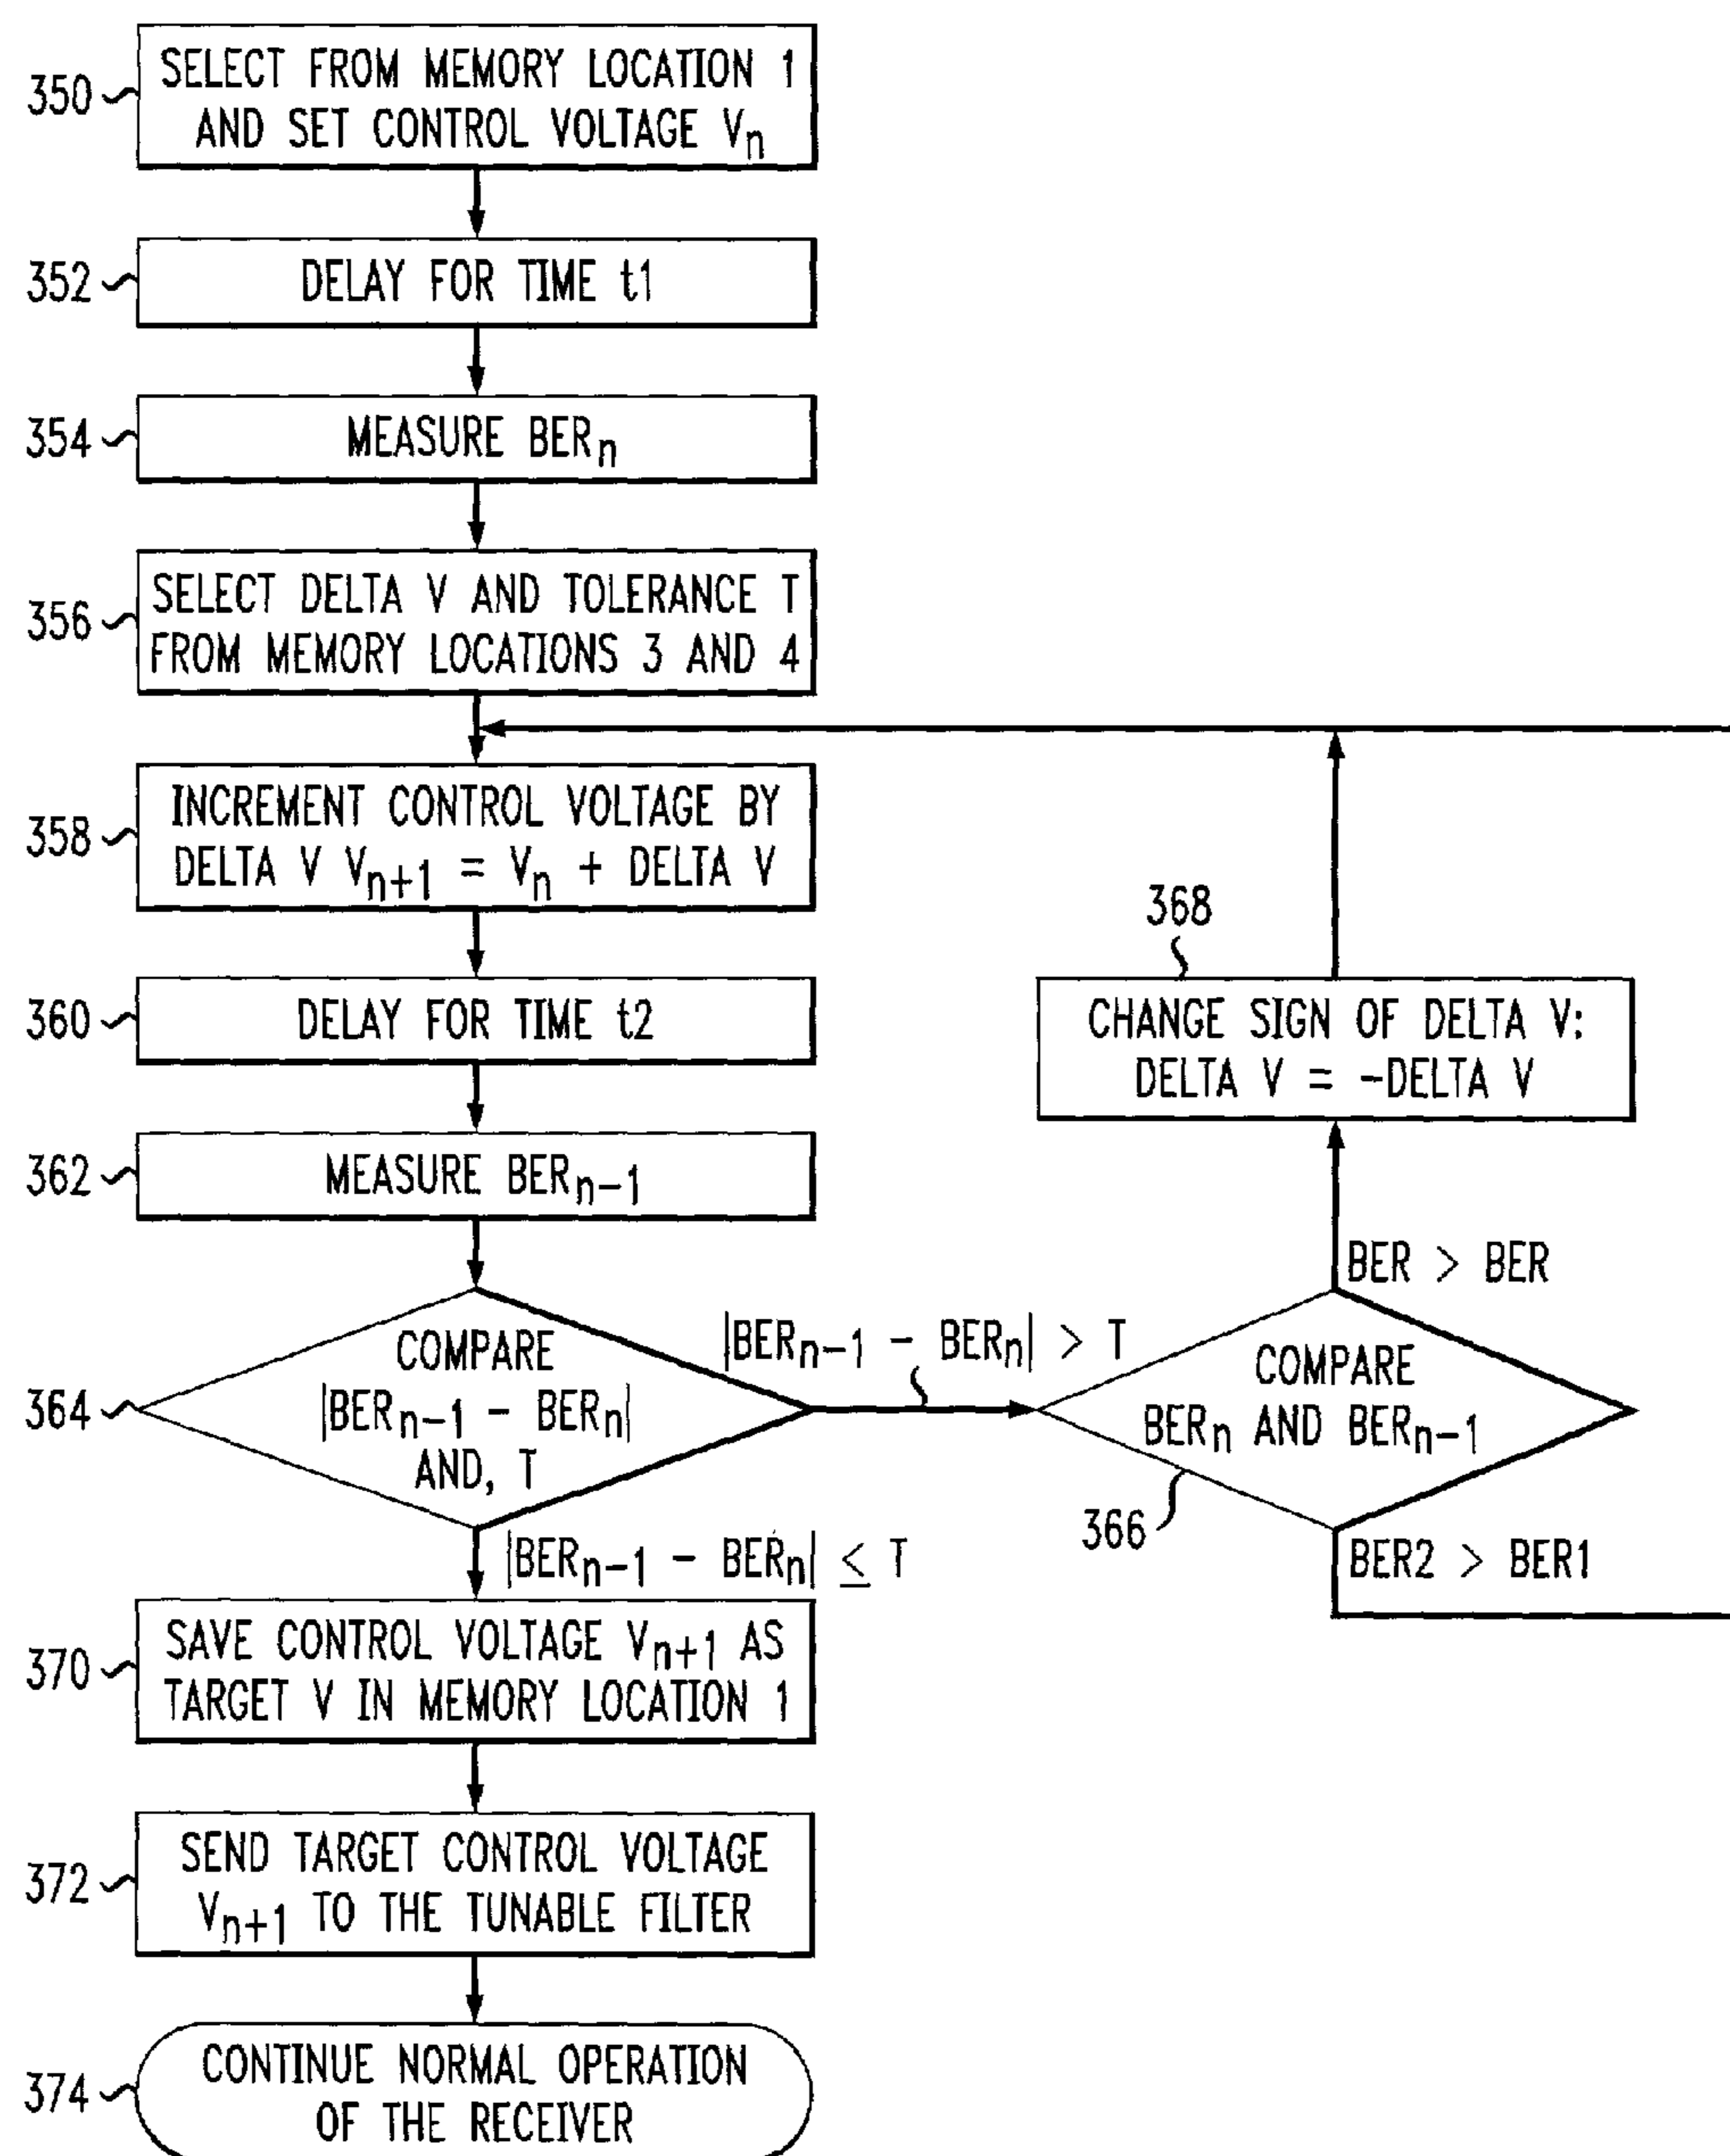 350
SELECT FROM MEMORY LOCATION 1
AND SET CONTROL VOLTAGE Vn
352
DELAY FOR TIME t1
354
MEASURE BERn
356
SELECT DELTA V AND TOLERANCE T
FROM MEMORY LOCATIONS 3 AND 4
358
INCREMENT CONTROL VOLTAGE BY
DELTA V Vn+1 = Vn + DELTA V
360
DELAY FOR TIME t2
362
MEASURE BERn-1
364
COMPARE
|BERn-1 - BERn|
AND, T
|BERn-1 - BERn| > T
366
COMPARE
BERn AND BERn-1
BER > BER
368
CHANGE SIGN OF DELTA V:
DELTA V = -DELTA V
BER2 > BER1
|BERn-1 - BERn| ≤ T
370
SAVE CONTROL VOLTAGE Vn+1 AS
TARGET V IN MEMORY LOCATION 1
372
SEND TARGET CONTROL VOLTAGE
Vn+1 TO THE TUNABLE FILTER
374
CONTINUE NORMAL OPERATION
OF THE RECEIVER